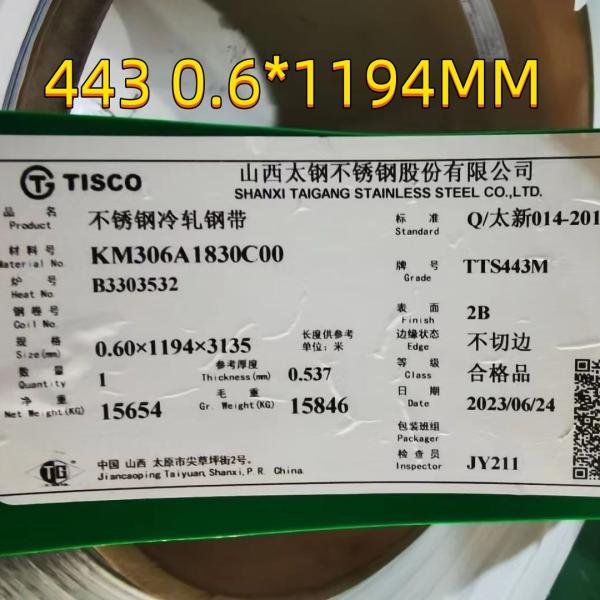 443 0.6*1194MM
TISCO
山西太钢不锈钢股份有限公司
SHANXI TAIGANG STAINLESS STEEL CO.,LTD.
品名 不锈钢冷轧钢带 标准 Q/太新014-201
Product Standard
材料号 KM306A1830C00 牌号 TTS443M
Material No. Grade
炉号 B3303532
Heat No.
钢卷号 表面 2B
Coil No. Finish
规格 0.60×1194×3135 长度供参考 边缘状态 不切边
Size(mm) 单位：米 Edge
数量 1 参考厚度 0.537 等级 合格品
Quantity Thickness(mm) Class
净重 15654 毛重 15846 日期 2023/06/24
Net Weight(KG) Gr. Weight(KG) Date
包装班组
Packager
中国 山西 太原市尖草坪街2号。 检查员 JY211
Jiancaoping Taiyuan, Shanxi, P.R. China Inspector
TG